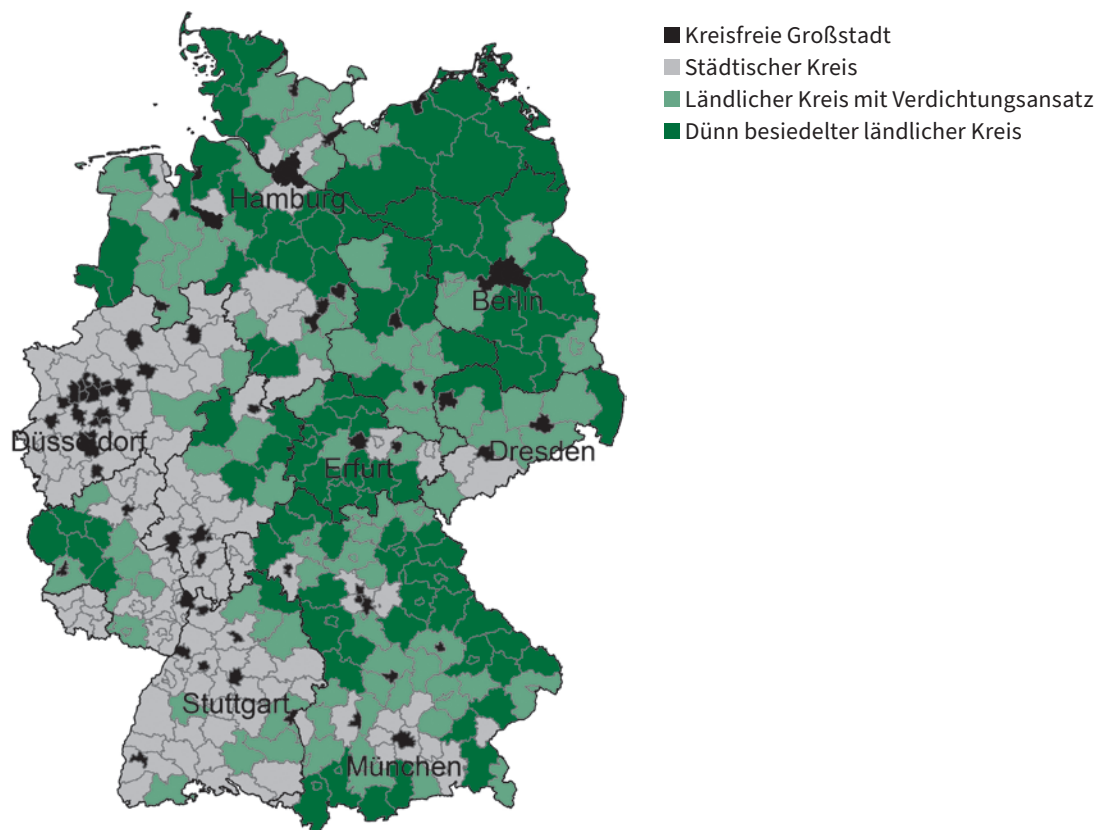 Kreisfreie Großstadt
Städtischer Kreis
Ländlicher Kreis mit Verdichtungsansatz
Dünn besiedelter ländlicher Kreis
Hamburg
Berlin
Düsseldorf
Erfurt
Dresden
Stuttgart
München